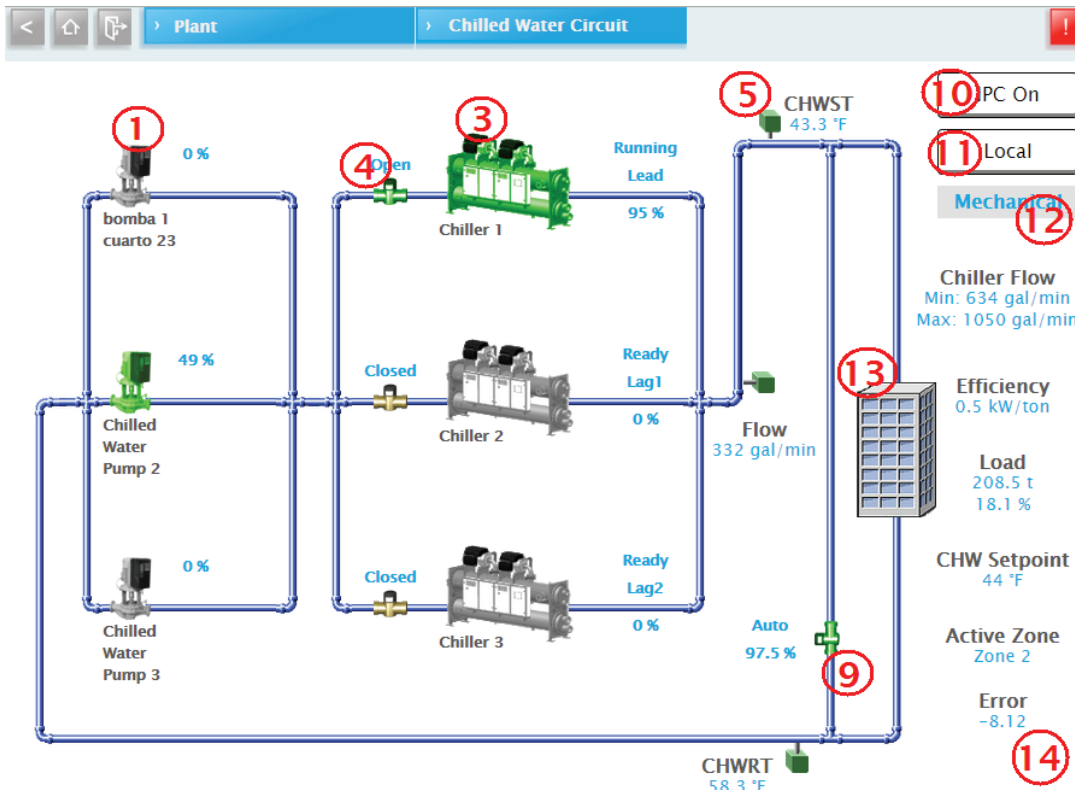 <
› Plant
› Chilled Water Circuit
!
1
0 %
bomba 1
cuarto 23
49 %
Chilled
Water
Pump 2
0 %
Chilled
Water
Pump 3
4
Open
3
Chiller 1
Running
Lead
95 %
Closed
Chiller 2
Ready
Lag1
0 %
Closed
Chiller 3
Ready
Lag2
0 %
5
CHWST
43.3 °F
Flow
332 gal/min
Auto
97.5 %
9
CHWRT
58.3 °F
13
10
PC On
11
Local
Mechanical
12
Chiller Flow
Min: 634 gal/min
Max: 1050 gal/min
Efficiency
0.5 kW/ton
Load
208.5 t
18.1 %
CHW Setpoint
44 °F
Active Zone
Zone 2
Error
-8.12
14